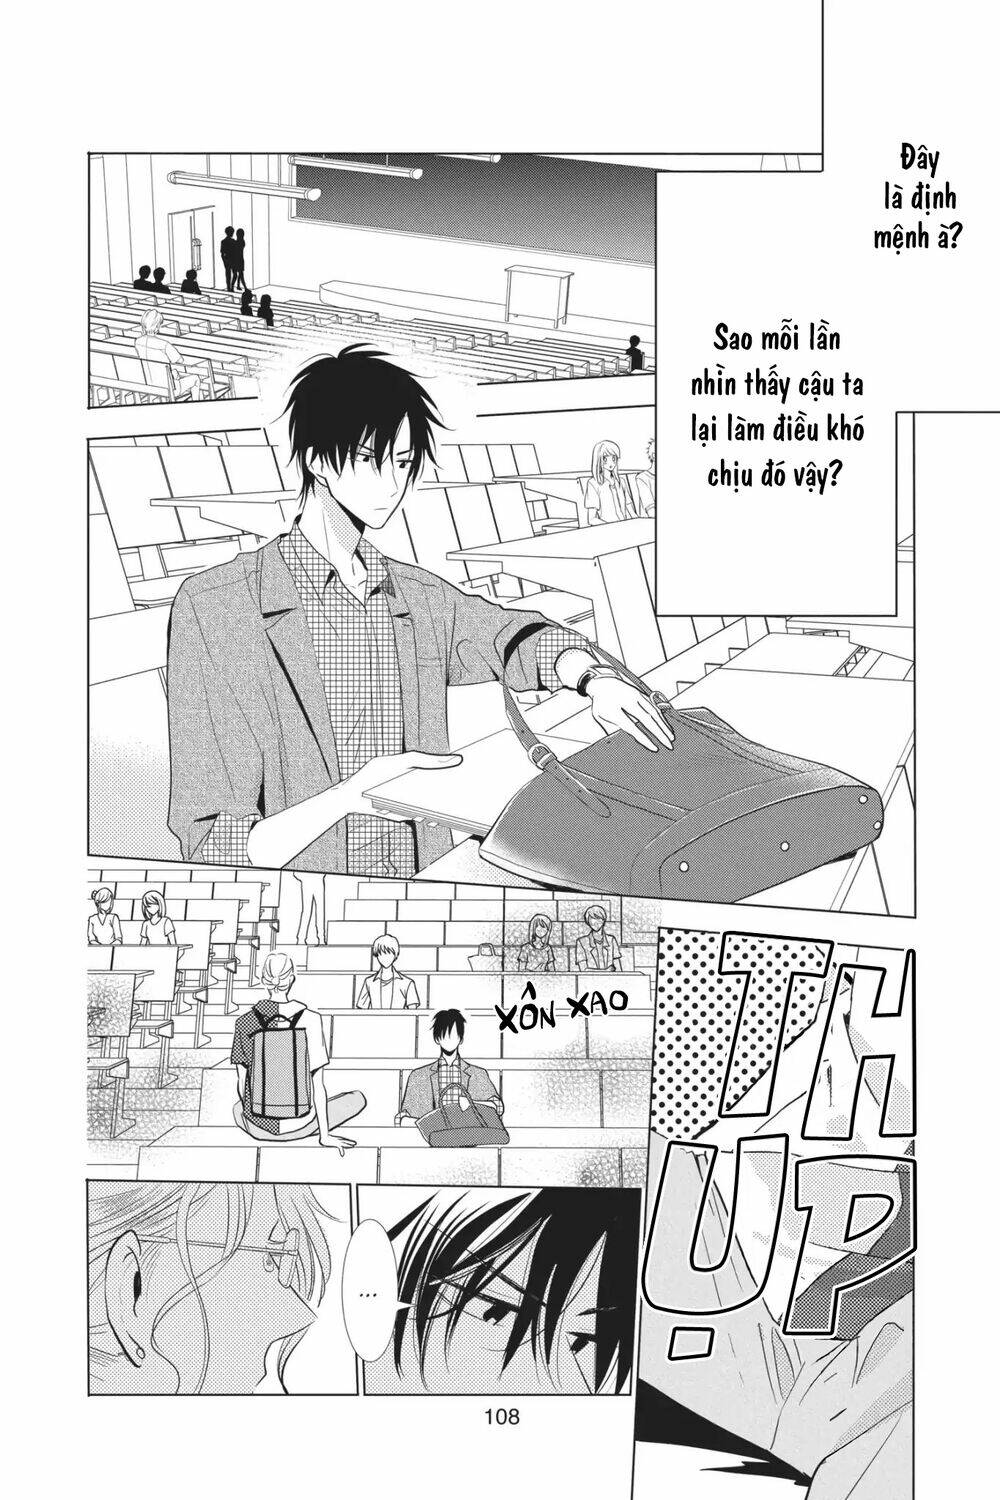 Đây
là định
mệnh à?
Sao mỗi lần
nhìn thấy cậu ta
lại làm điều khó
chịu đó vậy?
XÔN XAO
THỤP
...
108